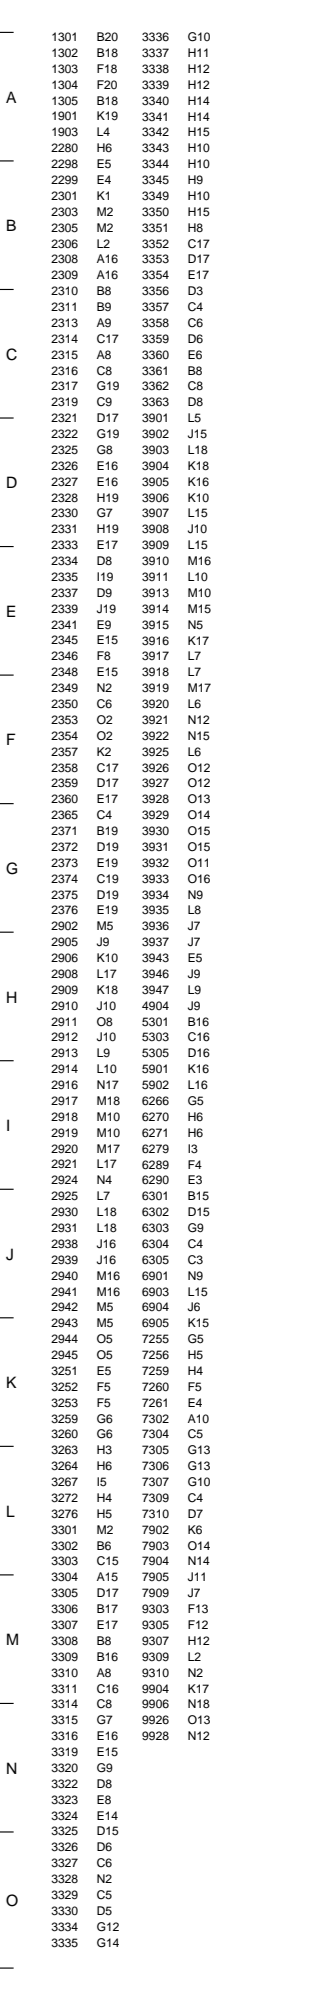 A
B
C
D
E
F
G
H
I
J
K
L
M
N
O
1301 B20
1302 B18
1303 F18
1304 F20
1305 B18
1901 K19
1903 L4
2280 H6
2298 E5
2299 E4
2301 K1
2303 M2
2305 M2
2306 L2
2308 A16
2309 A16
2310 B8
2311 B9
2313 A9
2314 C17
2315 A8
2316 C8
2317 G19
2319 C9
2321 D17
2322 G19
2325 G8
2326 E16
2327 E16
2328 H19
2330 G7
2331 H19
2333 E17
2334 D8
2335 I19
2337 D9
2339 J19
2341 E9
2345 E15
2346 F8
2348 E15
2349 N2
2350 C6
2353 O2
2354 O2
2357 K2
2358 C17
2359 D17
2360 E17
2365 C4
2371 B19
2372 D19
2373 E19
2374 C19
2375 D19
2376 E19
2902 M5
2905 J9
2906 K10
2908 L17
2909 K18
2910 J10
2911 O8
2912 J10
2913 L9
2914 L10
2916 N17
2917 M18
2918 M10
2919 M10
2920 M17
2921 L17
2924 N4
2925 L7
2930 L18
2931 L18
2938 J16
2939 J16
2940 M16
2941 M16
2942 M5
2943 M5
2944 O5
2945 O5
3251 E5
3252 F5
3253 F5
3259 G6
3260 G6
3263 H3
3264 H6
3267 I5
3272 H4
3276 H5
3301 M2
3302 B6
3303 C15
3304 A15
3305 D17
3306 B17
3307 E17
3308 B8
3309 B16
3310 A8
3311 C16
3314 C8
3315 G7
3316 E16
3319 E15
3320 G9
3322 D8
3323 E8
3324 E14
3325 D15
3326 D6
3327 C6
3328 N2
3329 C5
3330 D5
3334 G12
3335 G14
3336 G10
3337 H11
3338 H12
3339 H12
3340 H14
3341 H14
3342 H15
3343 H10
3344 H10
3345 H9
3349 H10
3350 H15
3351 H8
3352 C17
3353 D17
3354 E17
3356 D3
3357 C4
3358 C6
3359 D6
3360 E6
3361 B8
3362 C8
3363 D8
3901 L5
3902 J15
3903 L18
3904 K18
3905 K16
3906 K10
3907 L15
3908 J10
3909 L15
3910 M16
3911 L10
3913 M10
3914 M15
3915 N5
3916 K17
3917 L7
3918 L7
3919 M17
3920 L6
3921 N12
3922 N15
3925 L6
3926 O12
3927 O12
3928 O13
3929 O14
3930 O15
3931 O15
3932 O11
3933 O16
3934 N9
3935 L8
3936 J7
3937 J7
3943 E5
3946 J9
3947 L9
4904 J9
5301 B16
5303 C16
5305 D16
5901 K16
5902 L16
6266 G5
6270 H6
6271 H6
6279 I3
6289 F4
6290 E3
6301 B15
6302 D15
6303 G9
6304 C4
6305 C3
6901 N9
6903 L15
6904 J6
6905 K15
7255 G5
7256 H5
7259 H4
7260 F5
7261 E4
7302 A10
7304 C5
7305 G13
7306 G13
7307 G10
7309 C4
7310 D7
7902 K6
7903 O14
7904 N14
7905 J11
7909 J7
9303 F13
9305 F12
9307 H12
9309 L2
9310 N2
9904 K17
9906 N18
9926 O13
9928 N12